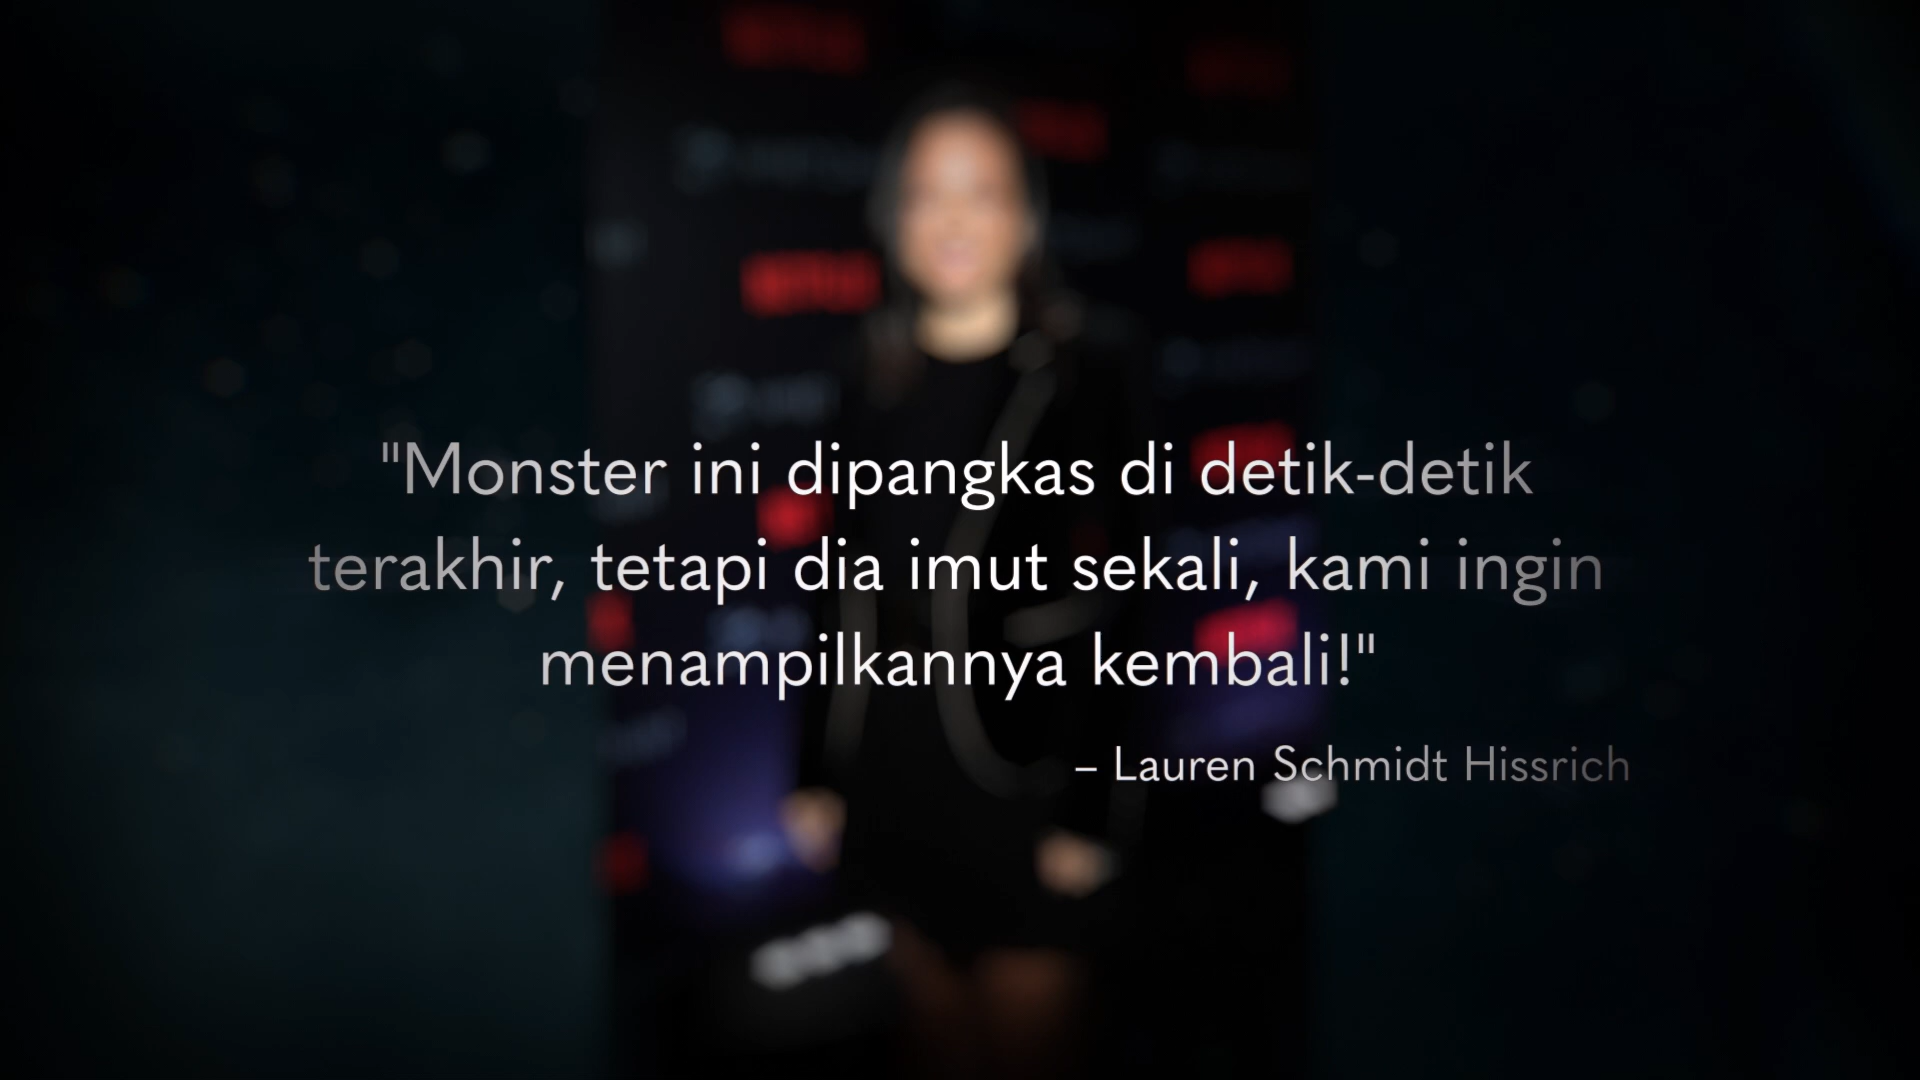 "Monster ini dipangkas di detik-detik
terakhir, tetapi dia imut sekali, kami ingin
menampilkannya kembali!"
– Lauren Schmidt Hissrich